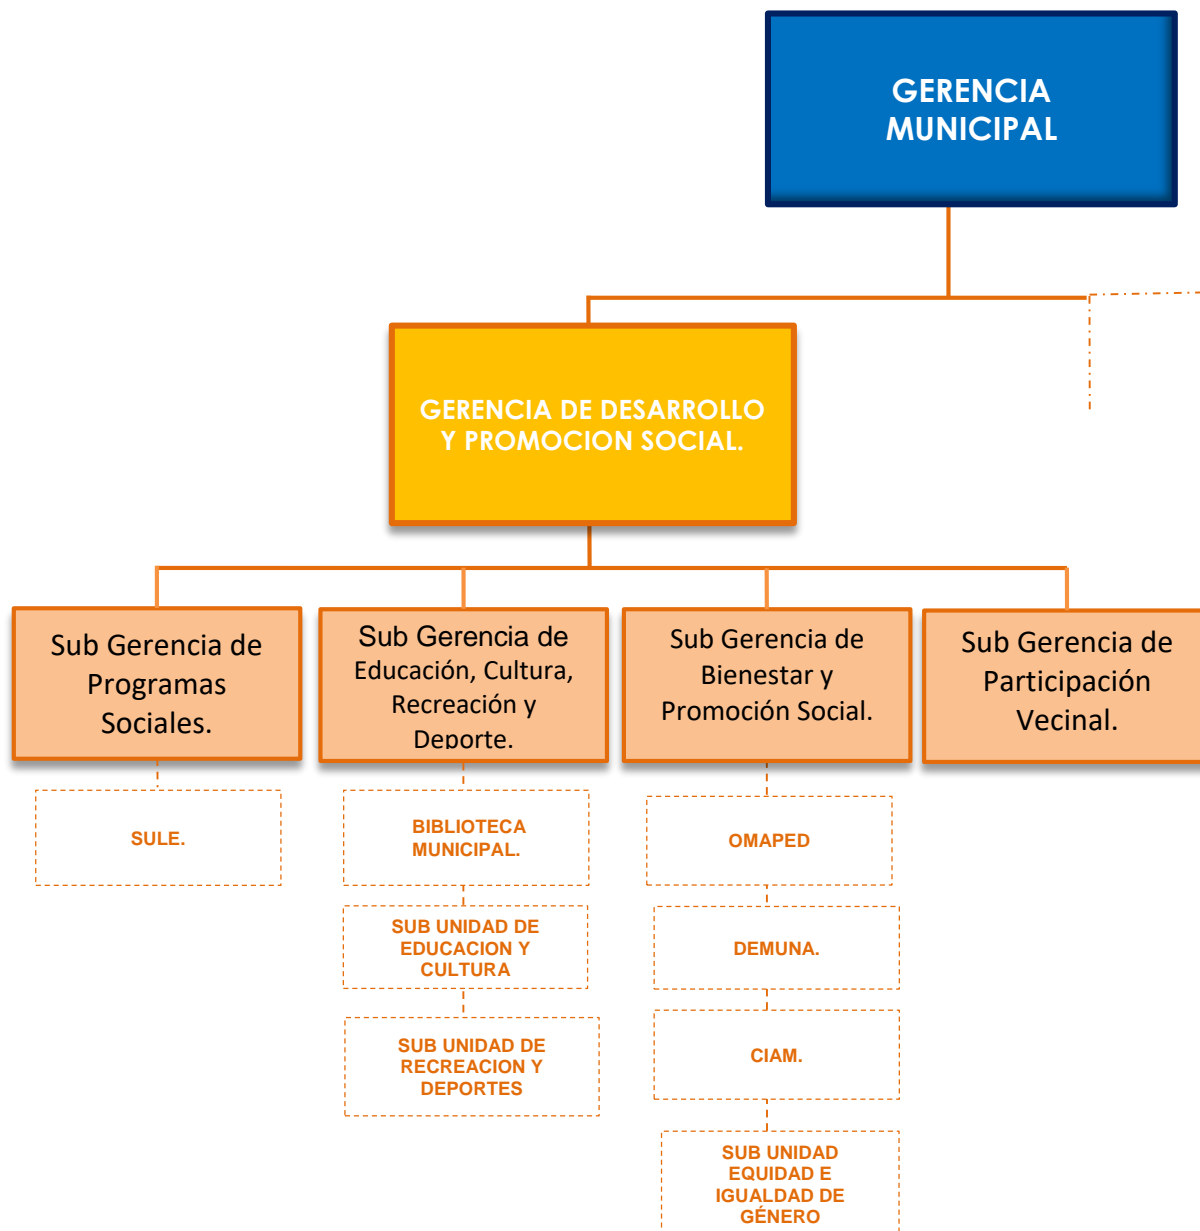 GERENCIA
MUNICIPAL
GERENCIA DE DESARROLLO
Y PROMOCION SOCIAL.
Sub Gerencia de
Programas
Sociales.
Sub Gerencia de
Educación, Cultura,
Recreación y
Deporte.
Sub Gerencia de
Bienestar y
Promoción Social.
Sub Gerencia de
Participación
Vecinal.
SULE.
BIBLIOTECA
MUNICIPAL.
SUB UNIDAD DE
EDUCACION Y
CULTURA
SUB UNIDAD DE
RECREACION Y
DEPORTES
OMAPED
DEMUNA.
CIAM.
SUB UNIDAD
EQUIDAD E
IGUALDAD DE
GÉNERO